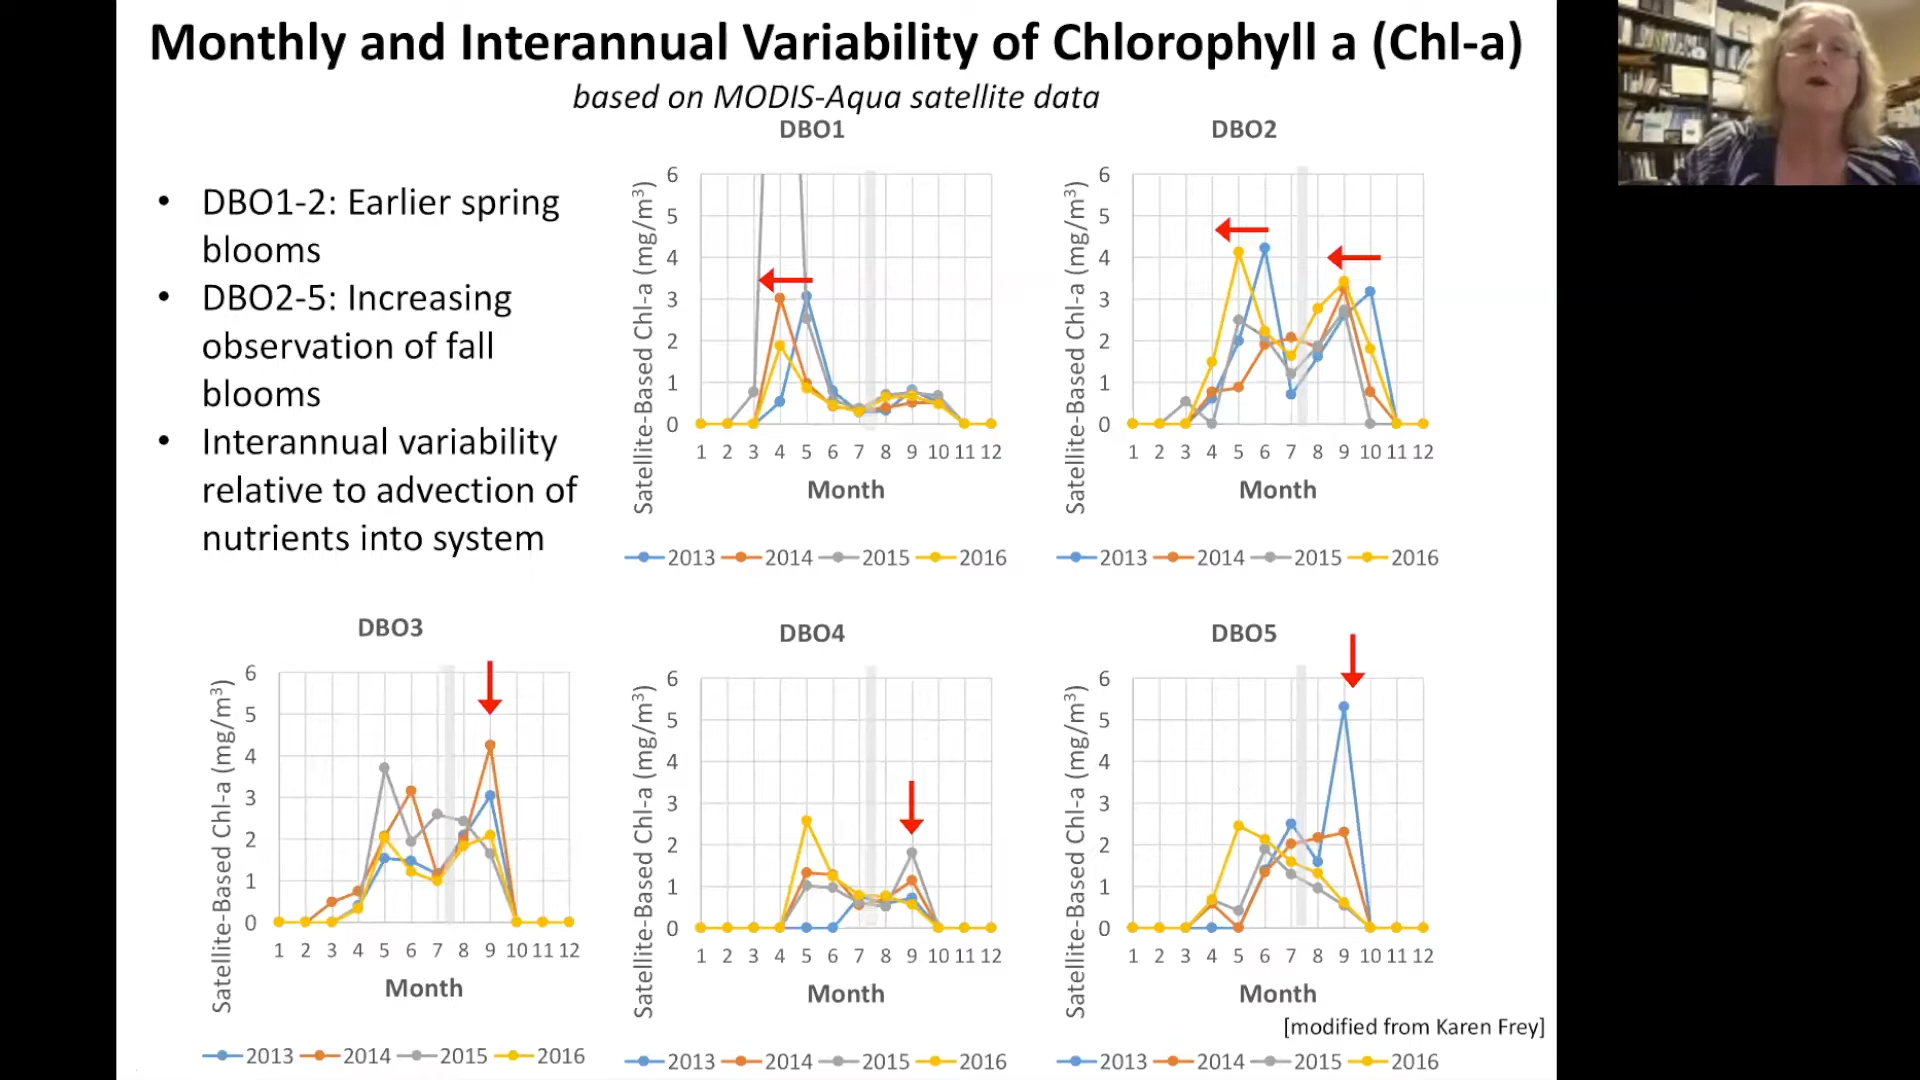 Monthly and Interannual Variability of Chlorophyll a (Chl-a)
based on MODIS-Aqua satellite data
• DBO1-2: Earlier spring
blooms
• DBO2-5: Increasing
observation of fall
blooms
• Interannual variability
relative to advection of
nutrients into system
DBO1
Satellite-Based Chl-a (mg/m³)
6
5
4
3
2
1
0
1 2 3 4 5 6 7 8 9 10 11 12
Month
2013 2014 2015 2016
DBO2
Satellite-Based Chl-a (mg/m³)
6
5
4
3
2
1
0
1 2 3 4 5 6 7 8 9 10 11 12
Month
2013 2014 2015 2016
DBO3
Satellite-Based Chl-a (mg/m³)
6
5
4
3
2
1
0
1 2 3 4 5 6 7 8 9 10 11 12
Month
2013 2014 2015 2016
DBO4
Satellite-Based Chl-a (mg/m³)
6
5
4
3
2
1
0
1 2 3 4 5 6 7 8 9 10 11 12
Month
2013 2014 2015 2016
DBO5
Satellite-Based Chl-a (mg/m³)
6
5
4
3
2
1
0
1 2 3 4 5 6 7 8 9 10 11 12
Month
[modified from Karen Frey]
2013 2014 2015 2016